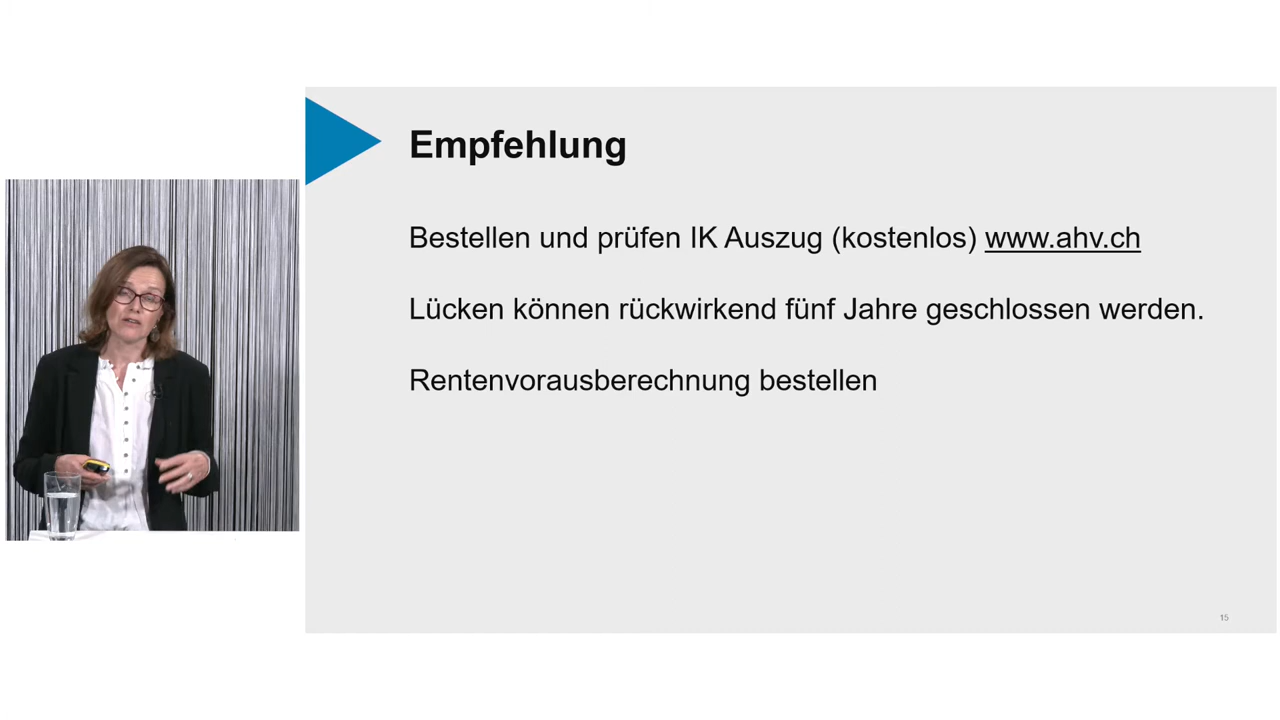 Empfehlung
Bestellen und prüfen IK Auszug (kostenlos) www.ahv.ch
Lücken können rückwirkend fünf Jahre geschlossen werden.
Rentenvorausberechnung bestellen
15